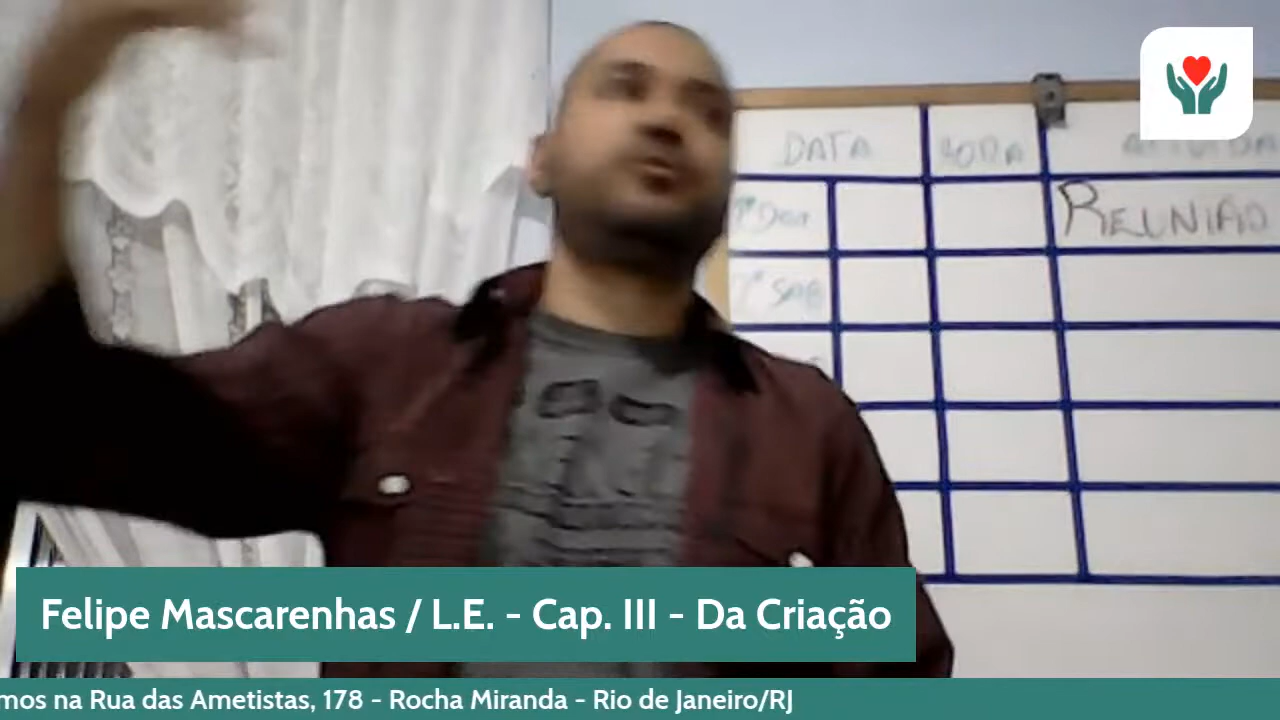 DATA HORA
REUNIÃO
Felipe Mascarenhas / L.E. - Cap. III - Da Criação
mos na Rua das Ametistas, 178 - Rocha Miranda - Rio de Janeiro/RJ